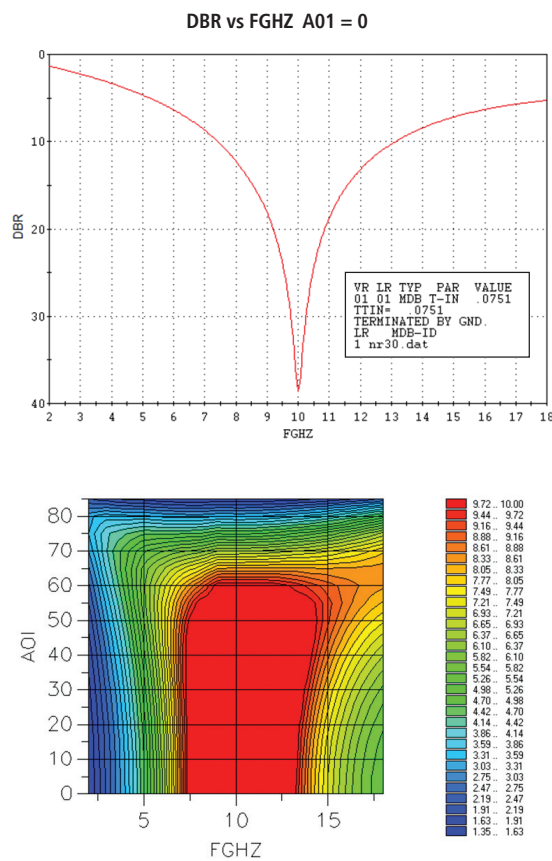 DBR vs FGHZ A01 = 0
0
10
20
30
40
DBR
VR LR TYP PAR VALUE
01 01 MDB T-IN .0751
TTIN= .0751
TERMINATED BY GND.
LR MDB-ID
1 nr30.dat
2 3 4 5 6 7 8 9 10 11 12 13 14 15 16 17 18
FGHZ
80
70
60
50
40
30
20
10
0
AOI
5 10 15
FGHZ
9.72 .. 10.00
9.44 .. 9.72
9.16 .. 9.44
8.88 .. 9.16
8.61 .. 8.88
8.33 .. 8.61
8.05 .. 8.33
7.77 .. 8.05
7.49 .. 7.77
7.21 .. 7.49
6.93 .. 7.21
6.65 .. 6.93
6.37 .. 6.65
6.10 .. 6.37
5.82 .. 6.10
5.54 .. 5.82
5.26 .. 5.54
4.98 .. 5.26
4.70 .. 4.98
4.42 .. 4.70
4.14 .. 4.42
3.86 .. 4.14
3.59 .. 3.86
3.31 .. 3.59
3.03 .. 3.31
2.75 .. 3.03
2.47 .. 2.75
2.19 .. 2.47
1.91 .. 2.19
1.63 .. 1.91
1.35 .. 1.63